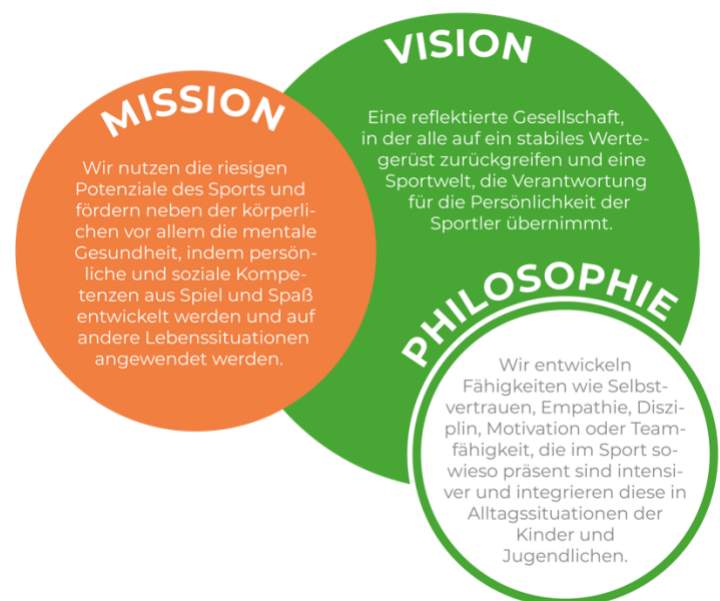 MISSION
Wir nutzen die riesigen
Potenziale des Sports und
fördern neben der körperli-
chen vor allem die mentale
Gesundheit, indem persön-
liche und soziale Kompe-
tenzen aus Spiel und Spaß
entwickelt werden und auf
andere Lebenssituationen
angewendet werden.
VISION
Eine reflektierte Gesellschaft,
in der alle auf ein stabiles Werte-
gerüst zurückgreifen und eine
Sportwelt, die Verantwortung
für die Persönlichkeit der
Sportler übernimmt.
PHILOSOPHIE
Wir entwickeln
Fähigkeiten wie Selbst-
vertrauen, Empathie, Diszi-
plin, Motivation oder Team-
fähigkeit, die im Sport so-
wieso präsent sind intensi-
ver und integrieren diese in
Alltagssituationen der
Kinder und
Jugendlichen.